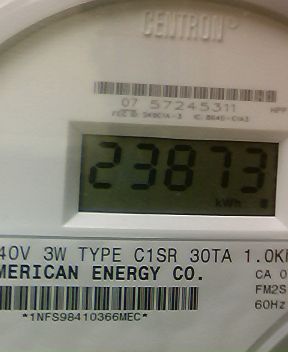 CENTRON
07 57245311
23873
kWh
40V 3W TYPE C1SR 30TA 1.0K
MERICAN ENERGY CO.
CA 0
FM2S
60Hz
*1NFS98410366MEC*